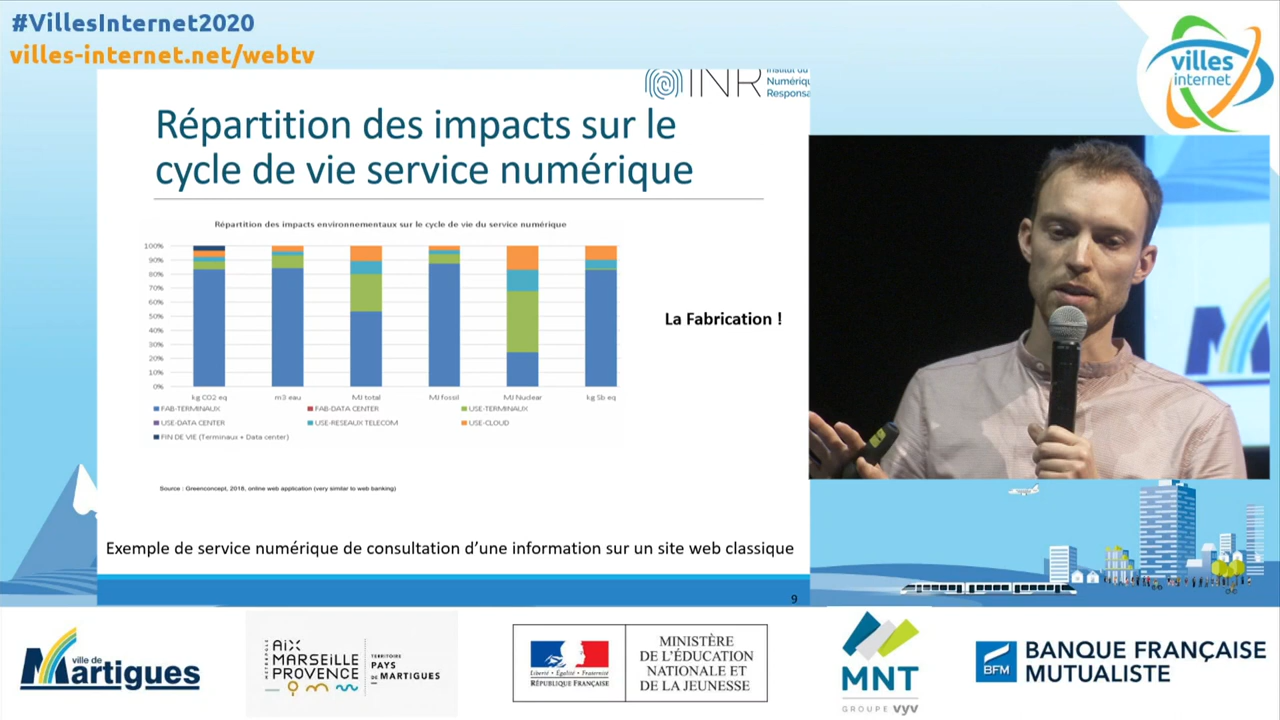 #VillesInternet2020
villes-internet.net/webtv
villes
internet
INR
Institut du
Numérique
Responsa
Répartition des impacts sur le
cycle de vie service numérique
Répartition des impacts environnementaux sur le cycle de vie du service numérique
100%
90%
80%
70%
60%
50%
40%
30%
20%
10%
0%
kg CO2 eq
m3 eau
MJ total
MJ fossil
MJ Nuclear
kg Sb eq
FAB-TERMINAUX
FAB-DATA CENTER
USE-TERMINAUX
USE-DATA CENTER
USE-RESEAUX TELECOM
USE-CLOUD
FIN DE VIE (Terminaux + Data center)
La Fabrication !
Source : Greenconcept, 2018, online web application (very similar to web banking)
Exemple de service numérique de consultation d'une information sur un site web classique
9
ville de
Martigues
MÉTROPOLE
AIX
MARSEILLE
PROVENCE
TERRITOIRE
PAYS
DE MARTIGUES
Liberté • Égalité • Fraternité
RÉPUBLIQUE FRANÇAISE
MINISTÈRE
DE L'ÉDUCATION
NATIONALE ET
DE LA JEUNESSE
MNT
GROUPE vyv
BFM
BANQUE FRANÇAISE
MUTUALISTE